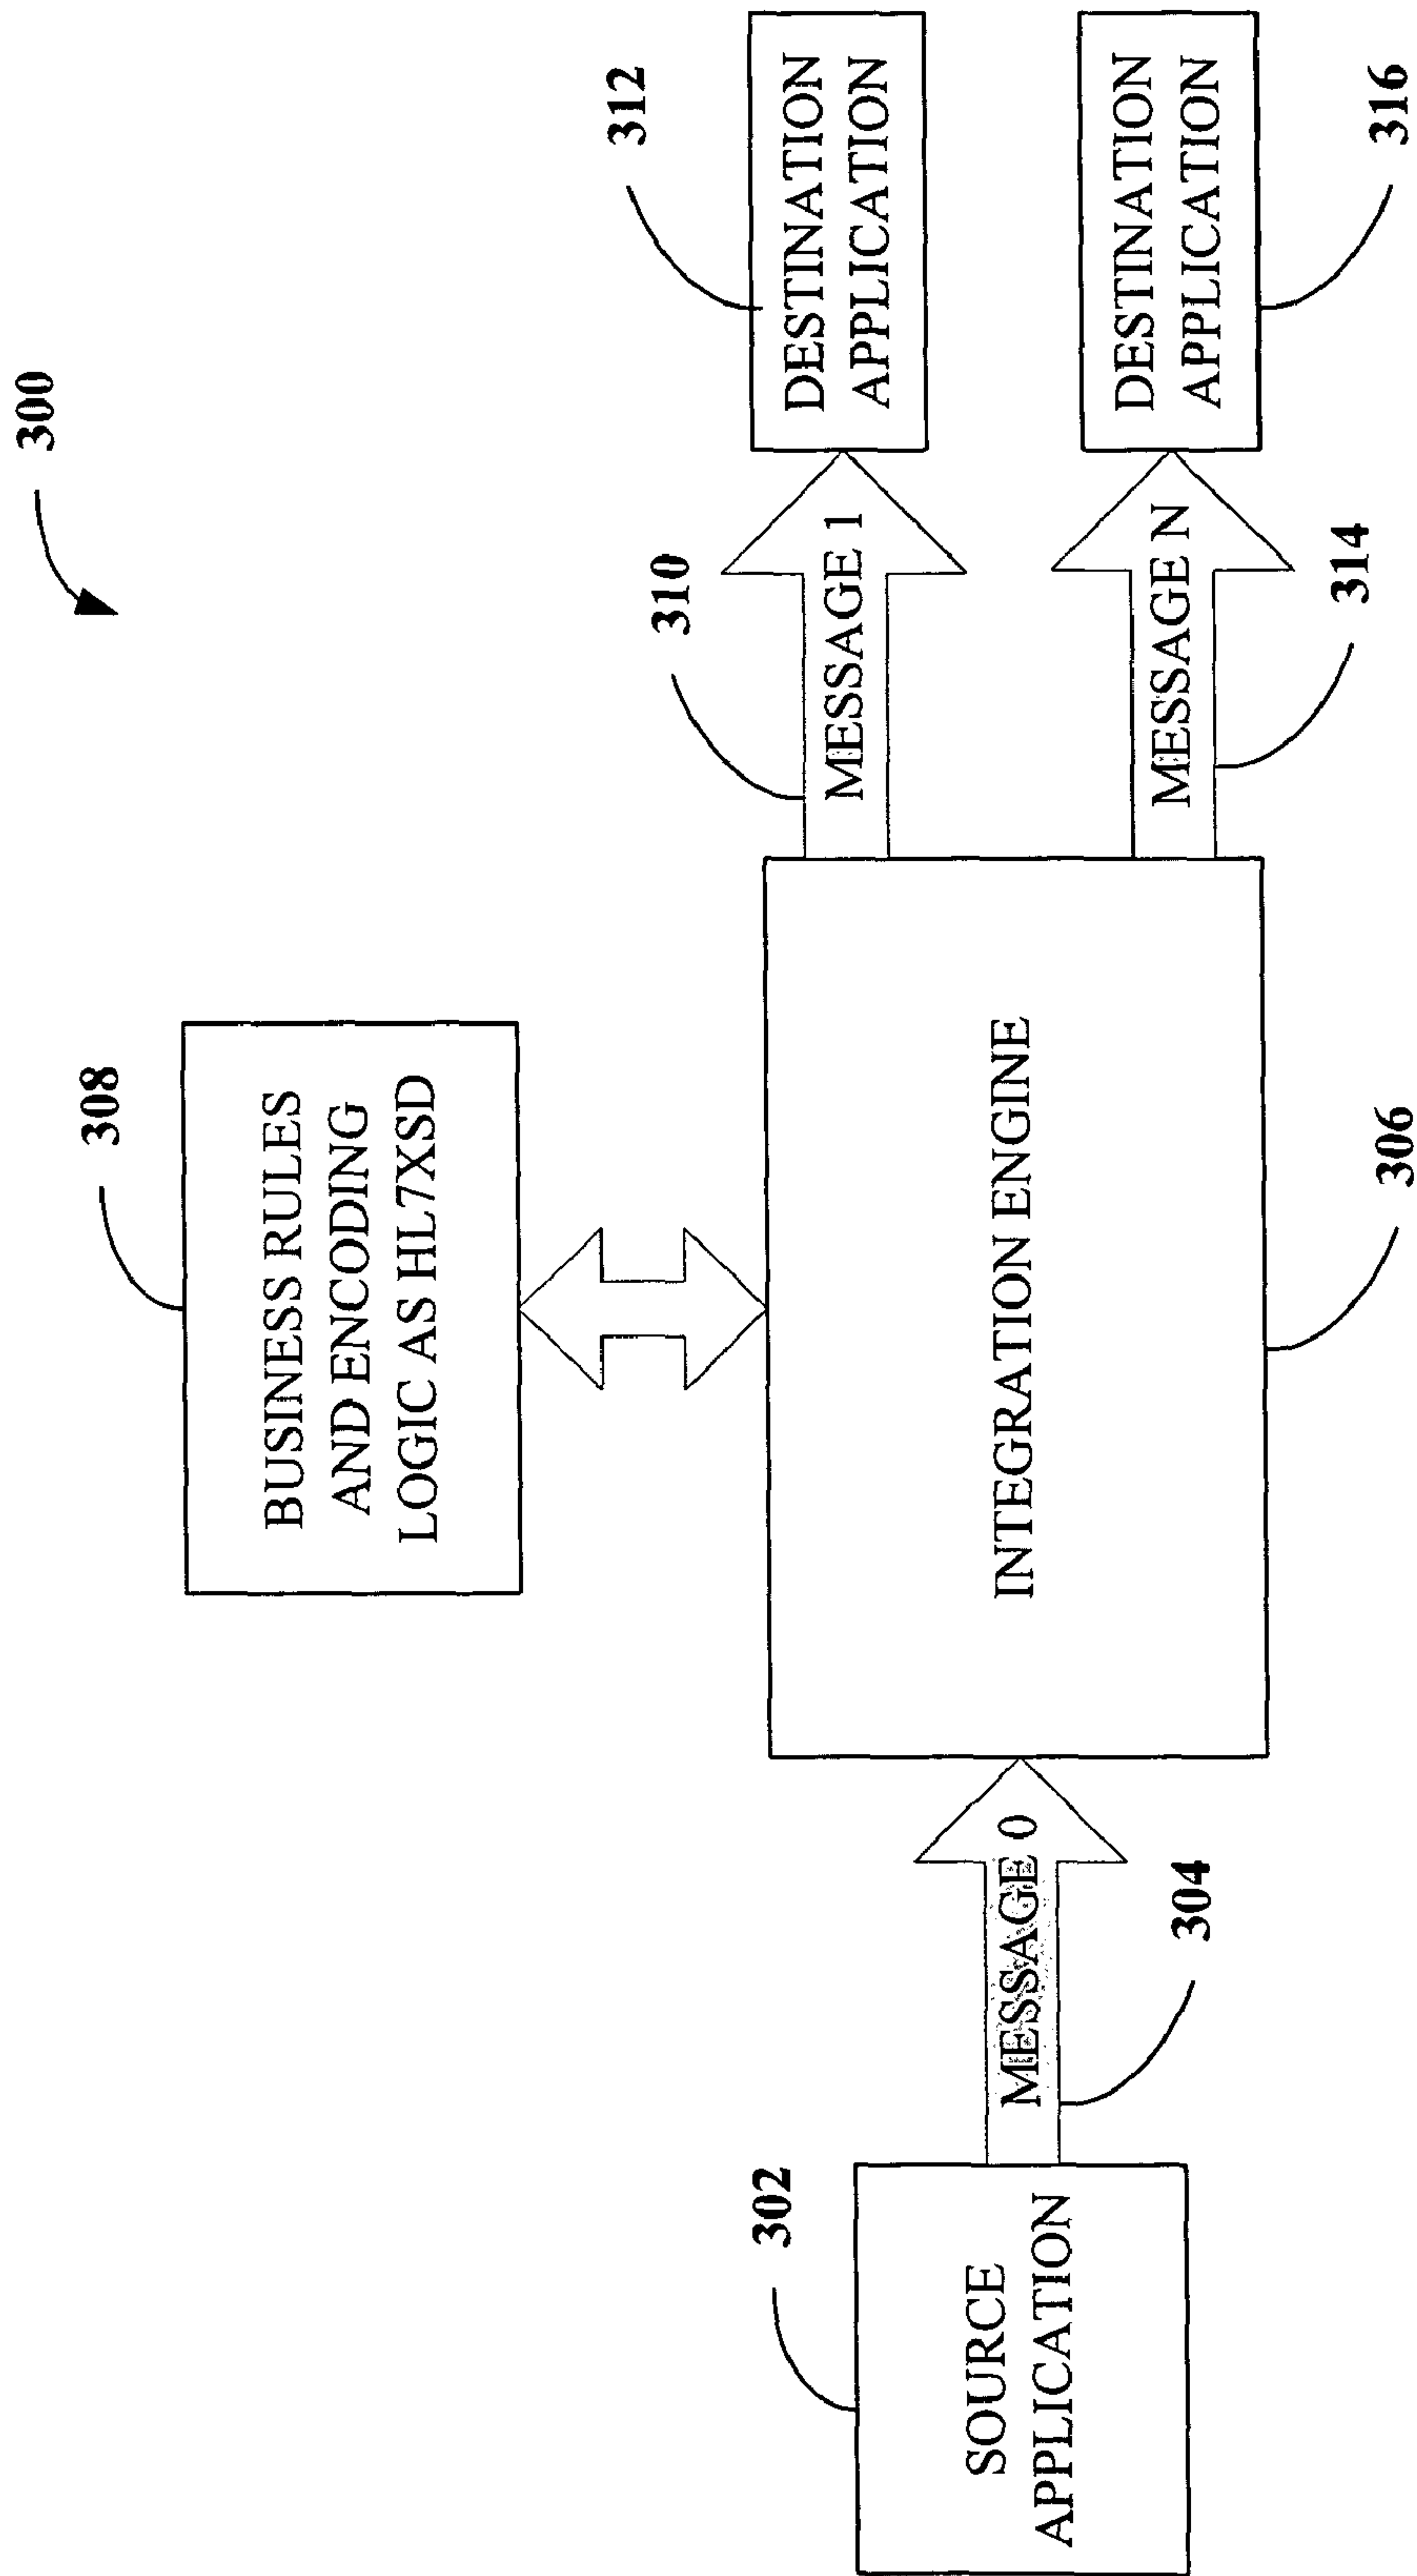 300
308
BUSINESS RULES
AND ENCODING
LOGIC AS HL7XSD
302
SOURCE
APPLICATION
MESSAGE 0
304
INTEGRATION ENGINE
306
310
MESSAGE 1
312
DESTINATION
APPLICATION
MESSAGE N
314
DESTINATION
APPLICATION
316